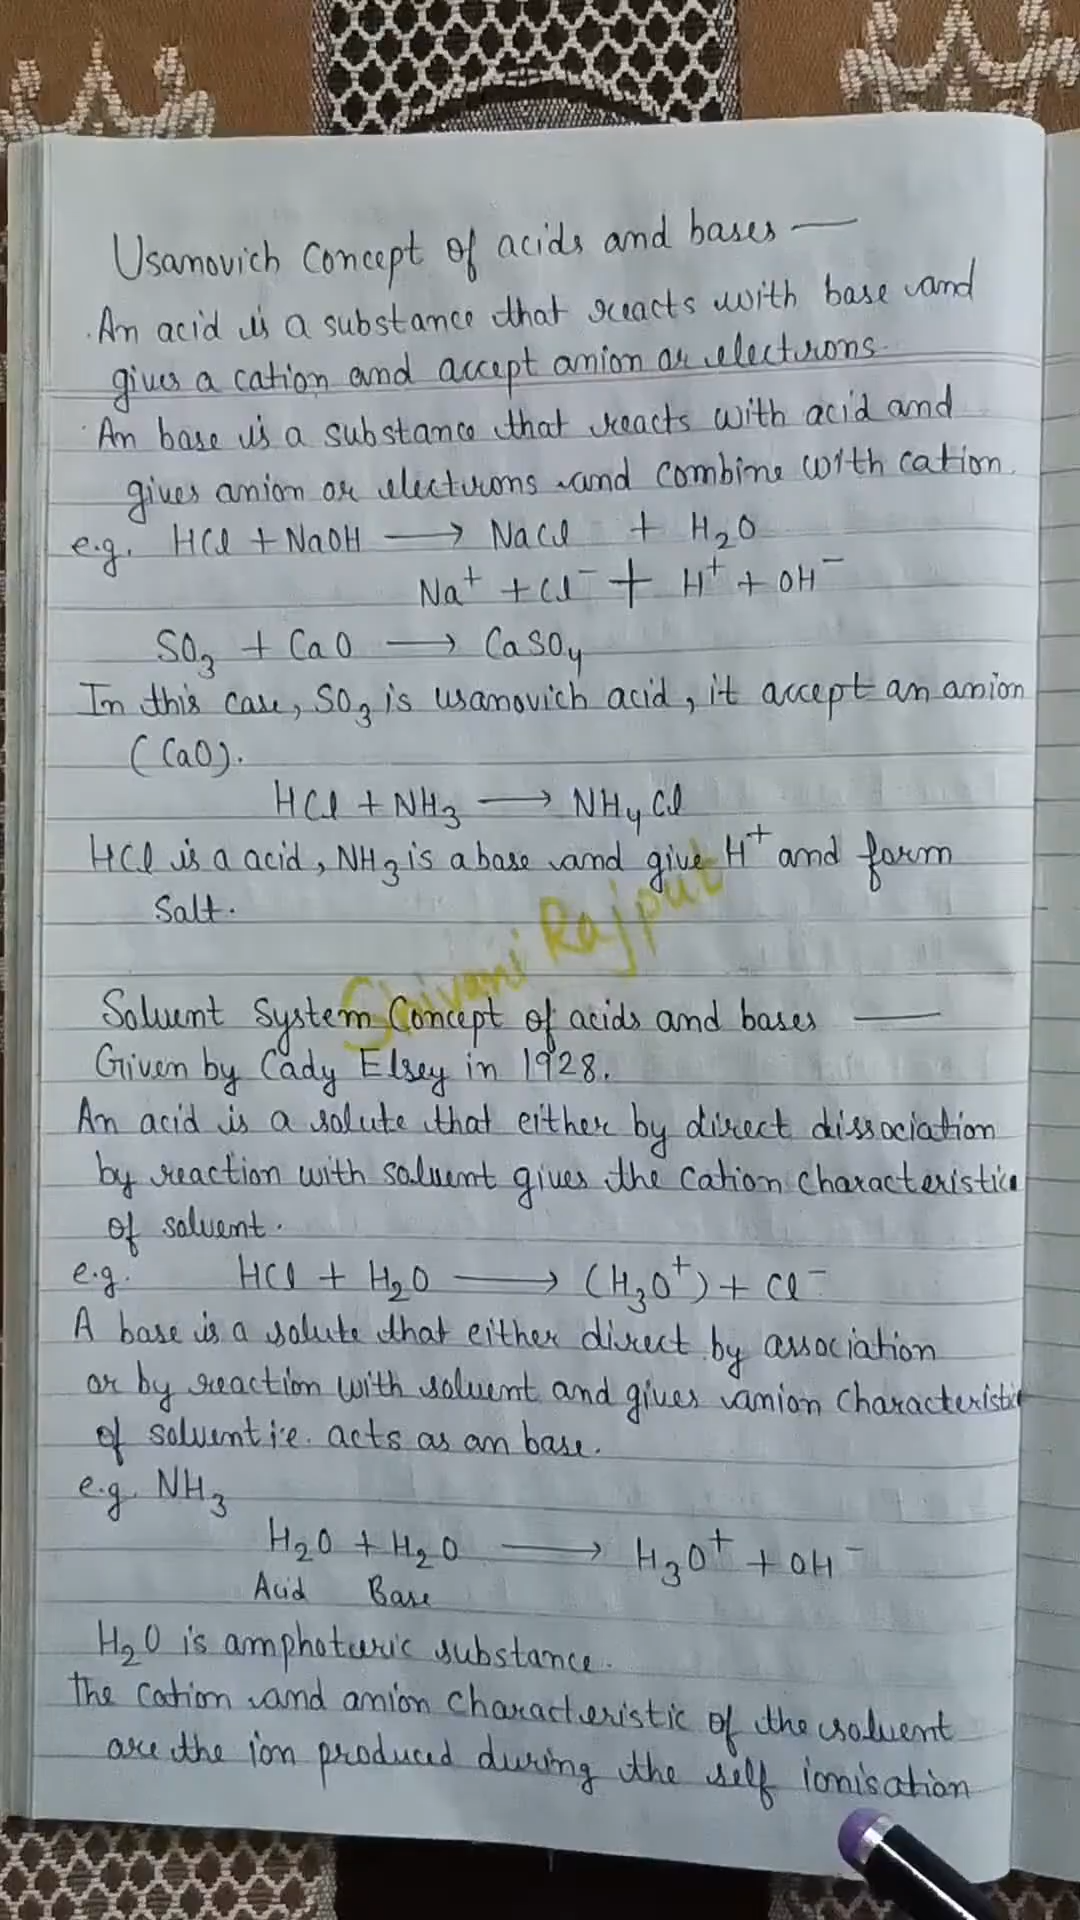 Usanovich Concept of acids and bases —
An acid is a substance that reacts with base and
gives a cation and accept anion or electrons.
An base is a substance that reacts with acid and
gives anion or electrons and combine with cation.
e.g. HCl + NaOH ⟶ NaCl + H₂O
Na⁺ + Cl⁻ + H⁺ + OH⁻
SO₃ + CaO ⟶ CaSO₄
In this case, SO₃ is usanovich acid, it accept an anion
(CaO).
HCl + NH₃ ⟶ NH₄Cl
HCl is a acid, NH₃ is a base and give H⁺ and form
Salt.
Shivani Rajput
Solvent System Concept of acids and bases —
Given by Cady Elsey in 1928.
An acid is a solute that either by direct dissociation
by reaction with solvent gives the cation characteristic
of solvent.
e.g. HCl + H₂O ⟶ (H₃O⁺) + Cl⁻
A base is a solute that either direct by association
or by reaction with solvent and gives anion characteristic
of solvent i.e. acts as an base.
e.g. NH₃
H₂O + H₂O ⟶ H₃O⁺ + OH⁻
Acid Base
H₂O is amphoteric substance.
The cation and anion characteristic of the solvent
are the ion produced during the self ionisation